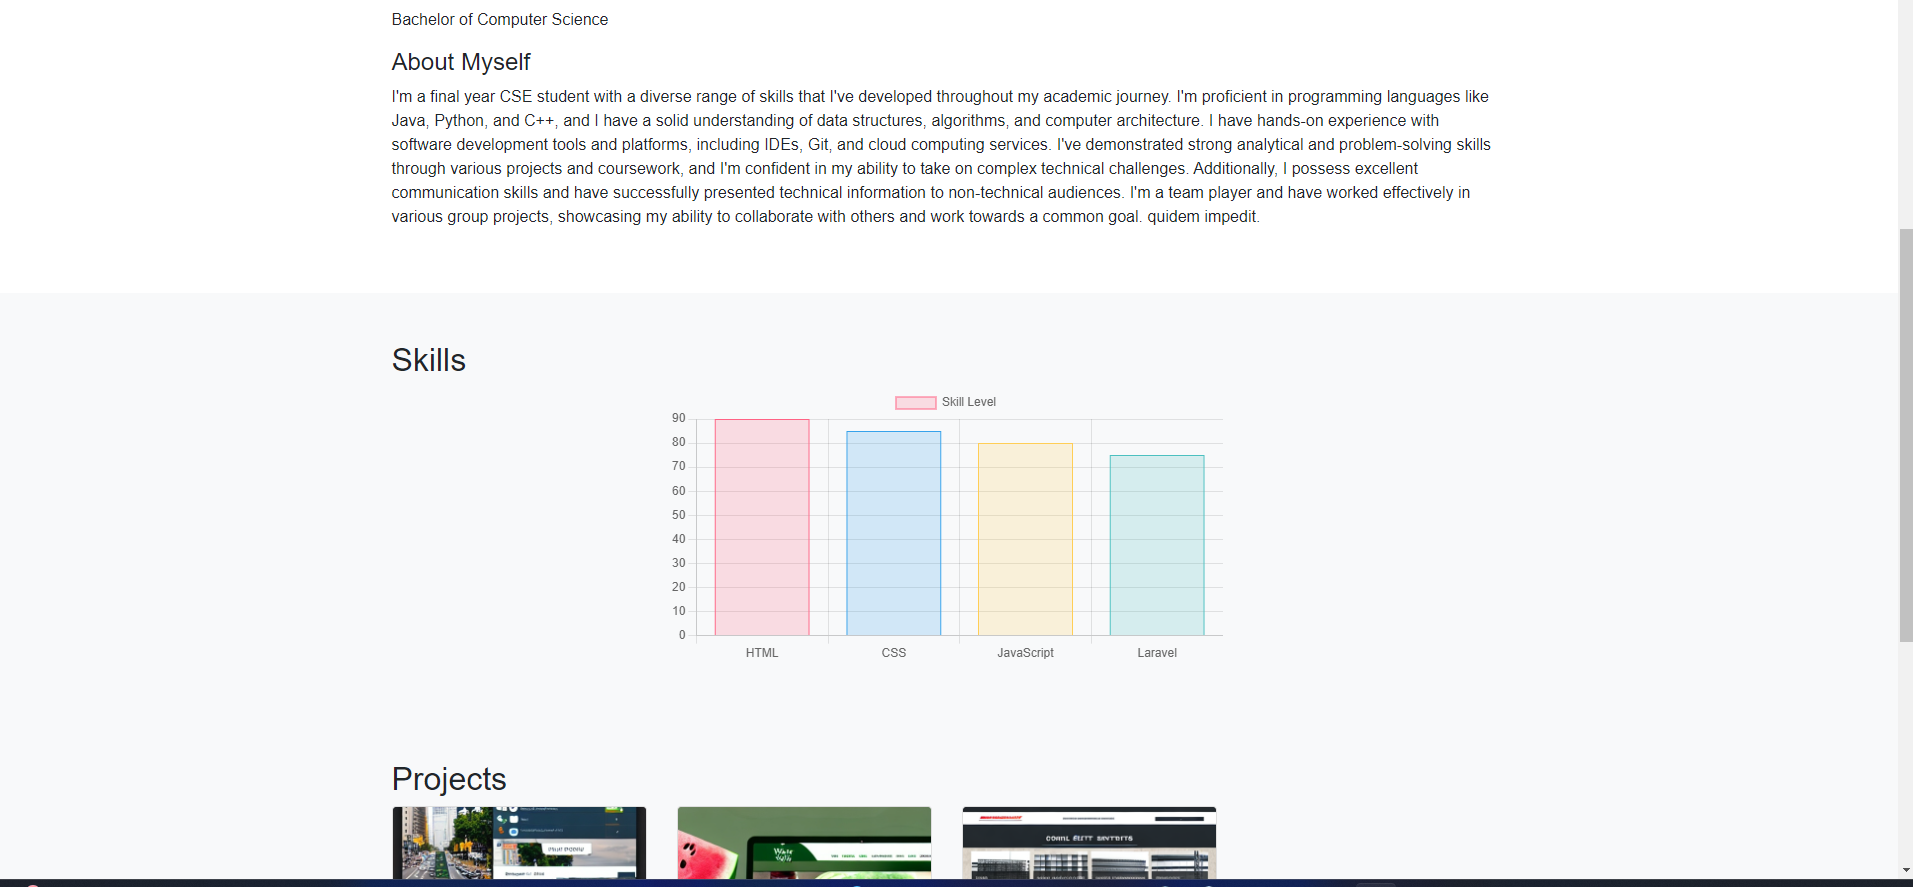 Bachelor of Computer Science
About Myself
I'm a final year CSE student with a diverse range of skills that I've developed throughout my academic journey. I'm proficient in programming languages like
Java, Python, and C++, and I have a solid understanding of data structures, algorithms, and computer architecture. I have hands-on experience with
software development tools and platforms, including IDEs, Git, and cloud computing services. I've demonstrated strong analytical and problem-solving skills
through various projects and coursework, and I'm confident in my ability to take on complex technical challenges. Additionally, I possess excellent
communication skills and have successfully presented technical information to non-technical audiences. I'm a team player and have worked effectively in
various group projects, showcasing my ability to collaborate with others and work towards a common goal. quidem impedit.
Skills
Skill Level
90
80
70
60
50
40
30
20
10
0
HTML CSS JavaScript Laravel
Projects